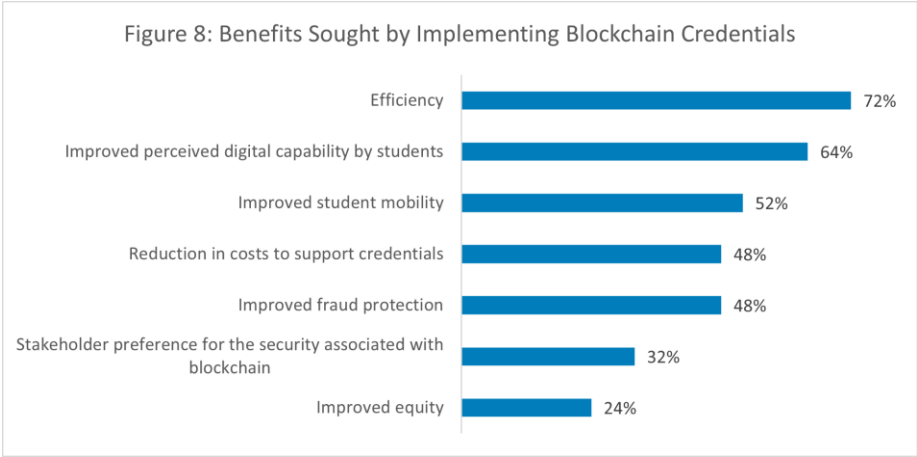 Figure 8: Benefits Sought by Implementing Blockchain Credentials
Efficiency
72%
Improved perceived digital capability by students
64%
Improved student mobility
52%
Reduction in costs to support credentials
48%
Improved fraud protection
48%
Stakeholder preference for the security associated with
blockchain
32%
Improved equity
24%